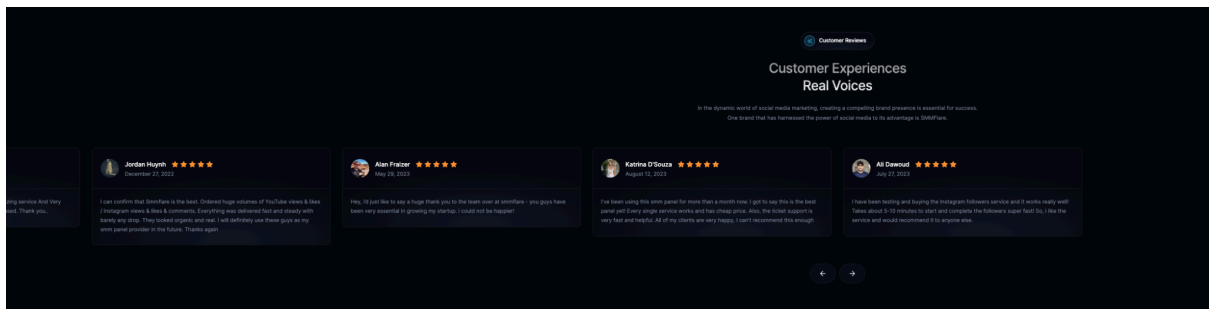 Customer Reviews
Customer Experiences
Real Voices
In the dynamic world of social media marketing, creating a compelling brand presence is essential for success.
One brand that has harnessed the power of social media to its advantage is SMMFlare.
zing service And Very
sed. Thank you..
Jordan Huynh
December 27, 2022
I can confirm that Smmflare is the best. Ordered huge volumes of YouTube views & likes
/ Instagram views & likes & comments. Everything was delivered fast and steady with
barely any drop. They looked organic and real. I will definitely use these guys as my
smm panel provider in the future. Thanks again
Alan Fraizer
May 29, 2023
Hey, I'd just like to say a huge thank you to the team over at smmflare - you guys have
been very essential in growing my startup. I could not be happier!
Katrina D'Souza
August 12, 2023
I've been using this smm panel for more than a month now. I got to say this is the best
panel yet! Every single service works and has cheap price. Also, the ticket support is
very fast and helpful. All of my clients are very happy, I can't recommend this enough
Ali Dawoud
July 27, 2023
I have been testing and buying the Instagram followers service and it works really well!
Takes about 5-10 minutes to start and complete the followers super fast! So, I like the
service and would recommend it to anyone else.